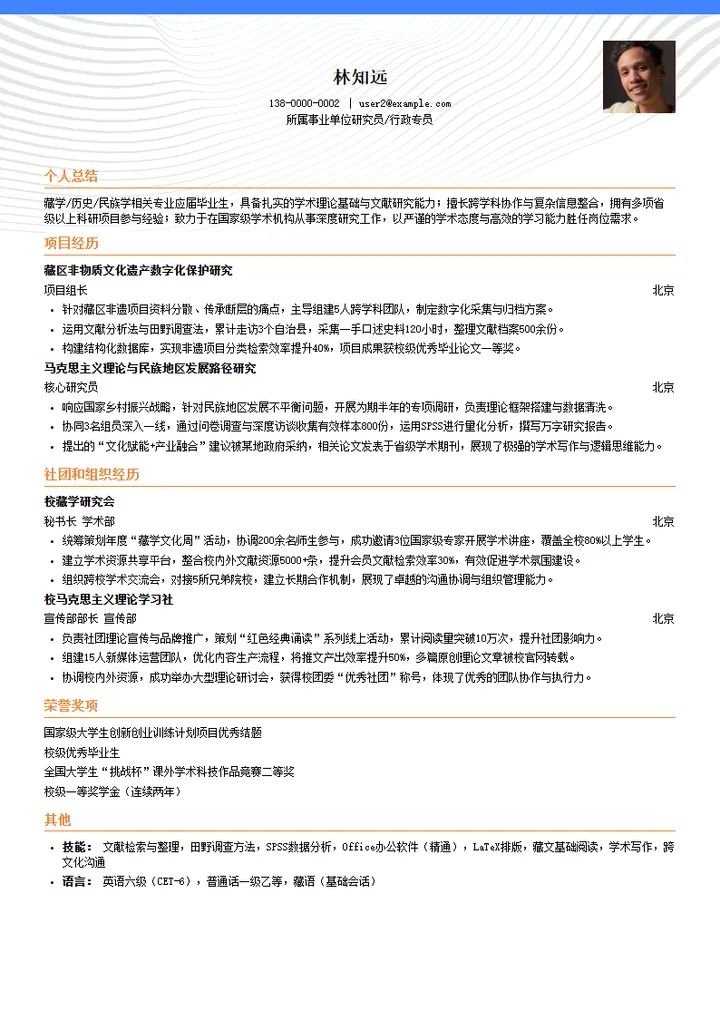 林知远
138-0000-0002 | user2@example.com
所属事业单位研究员/行政专员
个人总结
藏学/历史/民族学相关专业应届毕业生，具备扎实的学术理论基础与文献研究能力；擅长跨学科协作与复杂信息整合，拥有多项省
级以上科研项目参与经验；致力于在国家级学术机构从事深度研究工作，以严谨的学术态度与高效的学习能力胜任岗位需求。
项目经历
藏区非物质文化遗产数字化保护研究
项目组长 北京
• 针对藏区非遗项目资料分散、传承断层的痛点，主导组建5人跨学科团队，制定数字化采集与归档方案。
• 运用文献分析法与田野调查法，累计走访3个自治县，采集一手口述史料120小时，整理文献档案500余份。
• 构建结构化数据库，实现非遗项目分类检索效率提升40%，项目成果获校级优秀毕业论文一等奖。
马克思主义理论与民族地区发展路径研究
核心研究员 北京
• 响应国家乡村振兴战略，针对民族地区发展不平衡问题，开展为期半年的专项调研，负责理论框架搭建与数据清洗。
• 协同3名组员深入一线，通过问卷调查与深度访谈收集有效样本800份，运用SPSS进行量化分析，撰写万字研究报告。
• 提出的“文化赋能+产业融合”建议被某地政府采纳，相关论文发表于省级学术期刊，展现了极强的学术写作与逻辑思维能力。
社团和组织经历
校藏学研究会
秘书长 学术部 北京
• 统筹策划年度“藏学文化周”活动，协调200余名师生参与，成功邀请3位国家级专家开展学术讲座，覆盖全校80%以上学生。
• 建立学术资源共享平台，整合校内外文献资源5000+条，提升会员文献检索效率30%，有效促进学术氛围建设。
• 组织跨校学术交流会，对接5所兄弟院校，建立长期合作机制，展现了卓越的沟通协调与组织管理能力。
校马克思主义理论学习社
宣传部部长 宣传部 北京
• 负责社团理论宣传与品牌推广，策划“红色经典诵读”系列线上活动，累计阅读量突破10万次，提升社团影响力。
• 组建15人新媒体运营团队，优化内容生产流程，将推文产出效率提升50%，多篇原创理论文章被校官网转载。
• 协调校内外资源，成功举办大型理论研讨会，获得校团委“优秀社团”称号，体现了优秀的团队协作与执行力。
荣誉奖项
国家级大学生创新创业训练计划项目优秀结题
校级优秀毕业生
全国大学生“挑战杯”课外学术科技作品竞赛二等奖
校级一等奖学金（连续两年）
其他
• 技能： 文献检索与整理，田野调查方法，SPSS数据分析，Office办公软件（精通），LaTeX排版，藏文基础阅读，学术写作，跨
文化沟通
• 语言： 英语六级（CET-6），普通话一级乙等，藏语（基础会话）